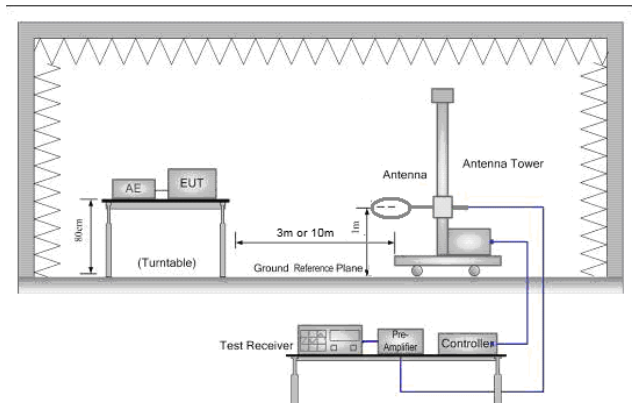 AE
EUT
80cm
(Turntable)
3m or 10m
Ground Reference Plane
1m
Antenna
Antenna Tower
Test Receiver
Pre-
Amplifier
Controller